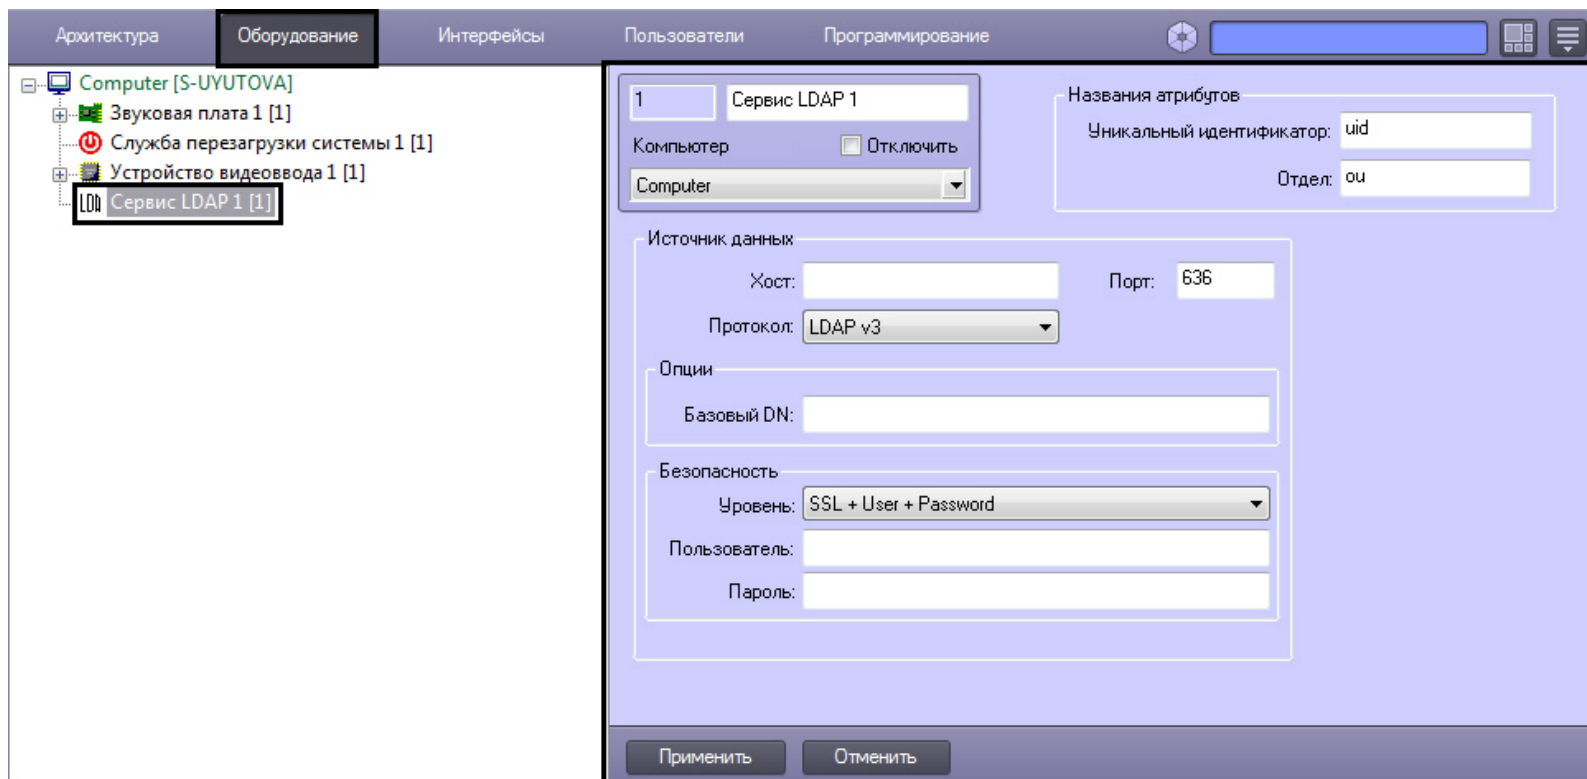 Архитектура Оборудование Интерфейсы Пользователи Программирование
Computer [S-UYUTOVA]
Звуковая плата 1 [1]
Служба перезагрузки системы 1 [1]
Устройство видеоввода 1 [1]
LDA Сервис LDAP 1 [1]
1 Сервис LDAP 1
Компьютер Отключить
Computer
Названия атрибутов
Уникальный идентификатор: uid
Отдел: ou
Источник данных
Хост: Порт: 636
Протокол: LDAP v3
Опции
Базовый DN:
Безопасность
Уровень: SSL + User + Password
Пользователь:
Пароль:
Применить Отменить